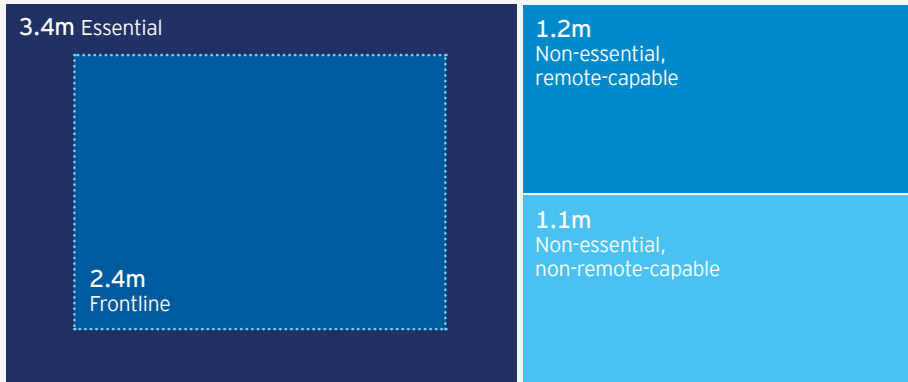 3.4m Essential
2.4m
Frontline
1.2m
Non-essential,
remote-capable
1.1m
Non-essential,
non-remote-capable